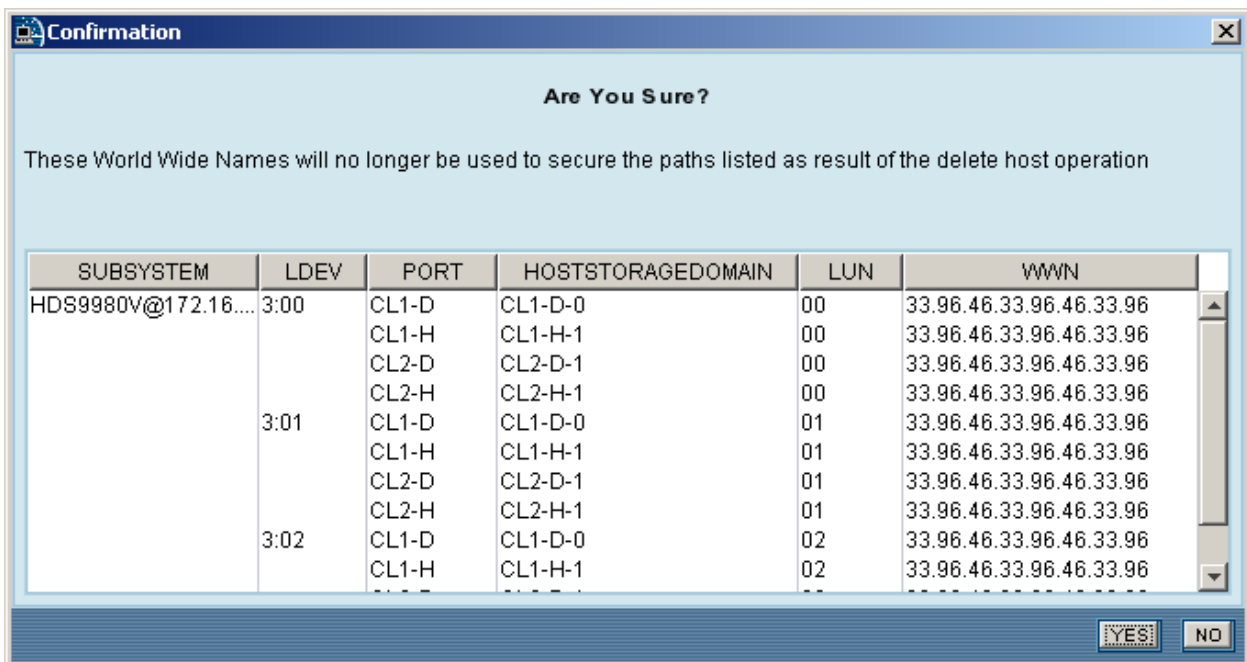 Confirmation
Are You Sure?
These World Wide Names will no longer be used to secure the paths listed as result of the delete host operation
SUBSYSTEM LDEV PORT HOSTSTORAGEDOMAIN LUN WWN
HDS9980V@172.16.... 3:00 CL1-D CL1-D-0 00 33.96.46.33.96.46.33.96
CL1-H CL1-H-1 00 33.96.46.33.96.46.33.96
CL2-D CL2-D-1 00 33.96.46.33.96.46.33.96
CL2-H CL2-H-1 00 33.96.46.33.96.46.33.96
3:01 CL1-D CL1-D-0 01 33.96.46.33.96.46.33.96
CL1-H CL1-H-1 01 33.96.46.33.96.46.33.96
CL2-D CL2-D-1 01 33.96.46.33.96.46.33.96
CL2-H CL2-H-1 01 33.96.46.33.96.46.33.96
3:02 CL1-D CL1-D-0 02 33.96.46.33.96.46.33.96
CL1-H CL1-H-1 02 33.96.46.33.96.46.33.96
YES NO